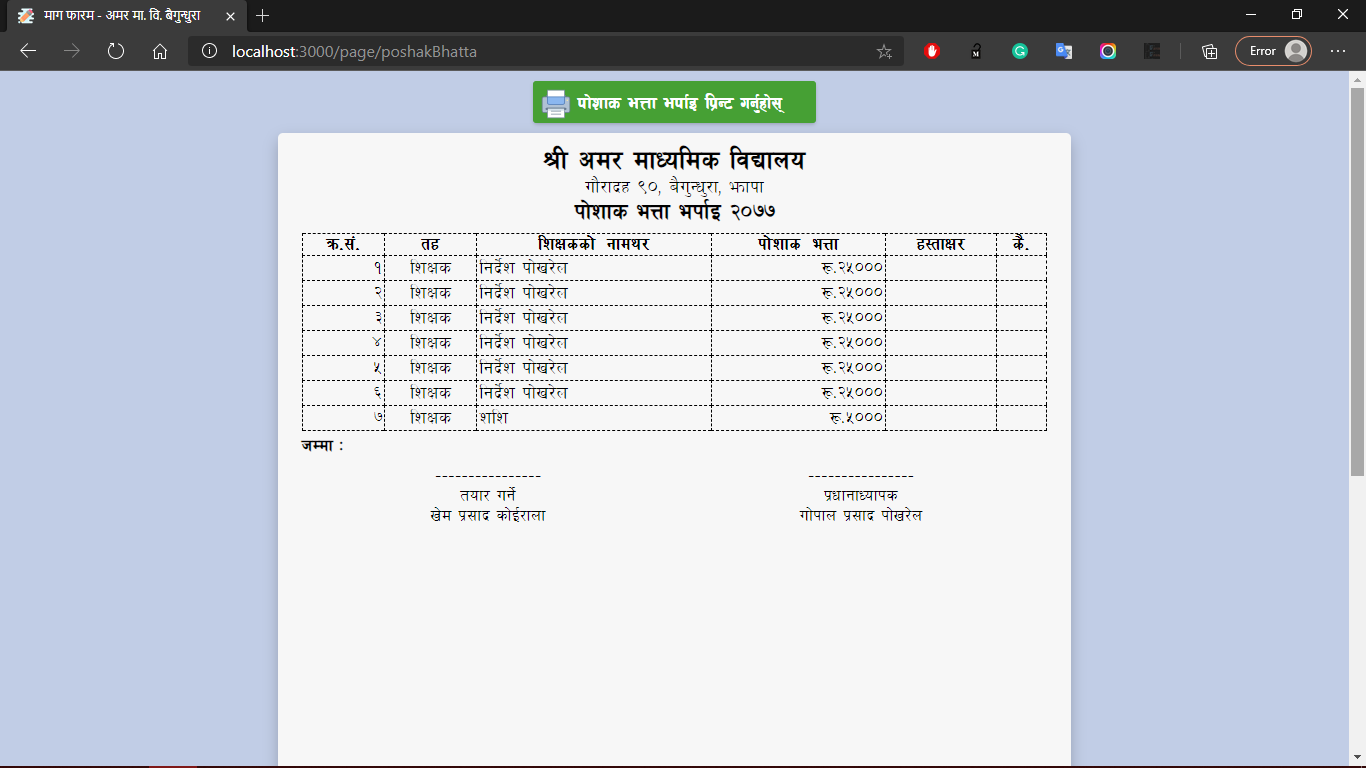 माग फारम - अमर मा. वि. बैगुन्धुरा
localhost:3000/page/poshakBhatta
Error
पोशाक भत्ता भर्पाइ प्रिन्ट गर्नुहोस्
श्री अमर माध्यमिक विद्यालय
गौरादह ९०, बैगुन्धुरा, झापा
पोशाक भत्ता भर्पाइ २०७७
क्र.सं. तह शिक्षकको नामथर पोशाक भत्ता हस्ताक्षर कै.
१ शिक्षक निर्देश पोखरेल रू.२५०००
२ शिक्षक निर्देश पोखरेल रू.२५०००
३ शिक्षक निर्देश पोखरेल रू.२५०००
४ शिक्षक निर्देश पोखरेल रू.२५०००
५ शिक्षक निर्देश पोखरेल रू.२५०००
६ शिक्षक निर्देश पोखरेल रू.२५०००
७ शिक्षक शशि रू.५०००
जम्मा :
---------------- ----------------
तयार गर्ने प्रधानाध्यापक
खेम प्रसाद कोईराला गोपाल प्रसाद पोखरेल